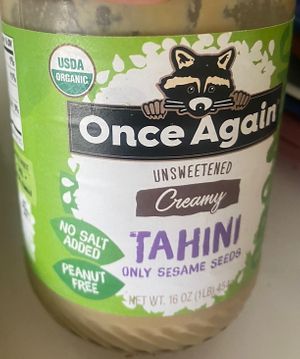 USDA
ORGANIC
Once Again
UNSWEETENED
Creamy
TAHINI
ONLY SESAME SEEDS
NO SALT
ADDED
PEANUT
FREE
NET WT. 16 OZ (1LB)